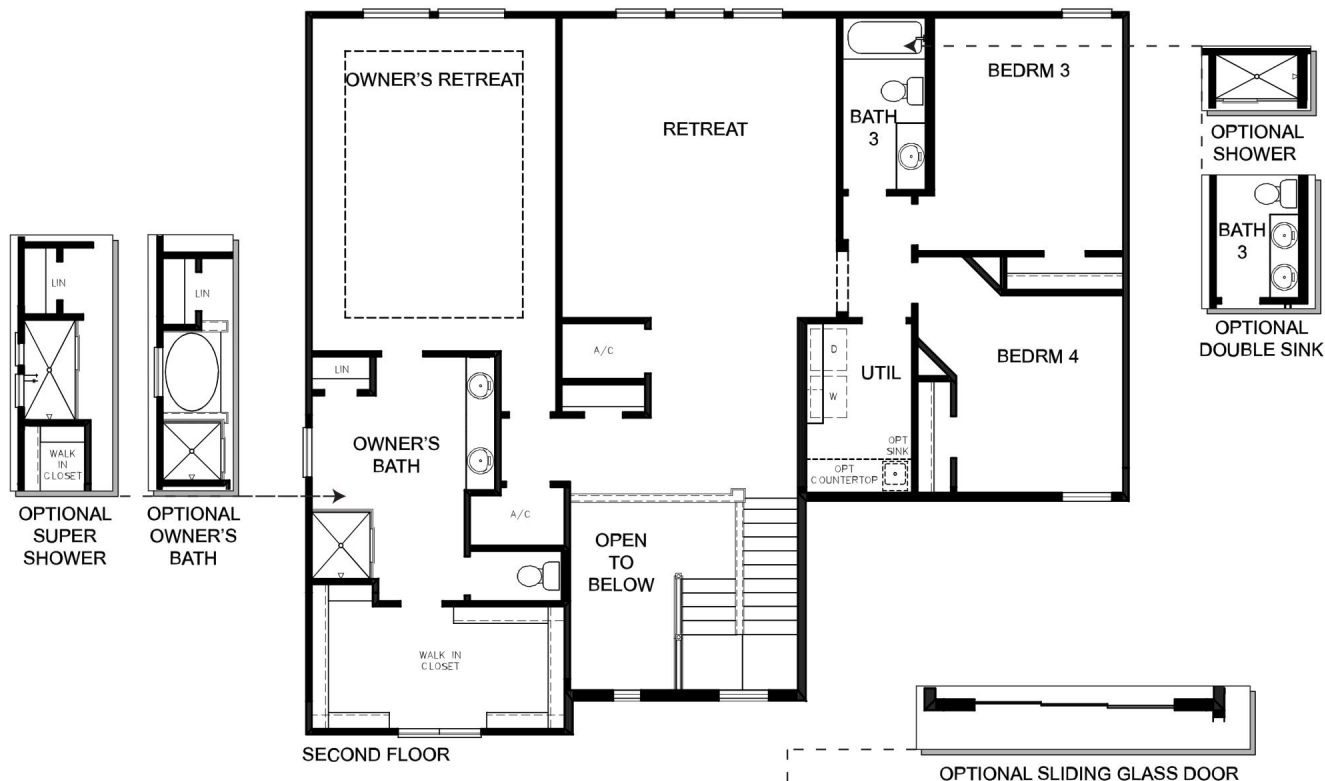 OWNER'S RETREAT
RETREAT
BATH
3
BEDRM 3
OPTIONAL
SHOWER
BATH
3
OPTIONAL
DOUBLE SINK
LIN
WALK
IN
CLOSET
OPTIONAL
SUPER
SHOWER
LIN
OPTIONAL
OWNER'S
BATH
LIN
OWNER'S
BATH
A/C
A/C
D
W
UTIL
OPT
SINK
OPT
COUNTERTOP
BEDRM 4
OPEN
TO
BELOW
WALK IN
CLOSET
SECOND FLOOR
OPTIONAL SLIDING GLASS DOOR